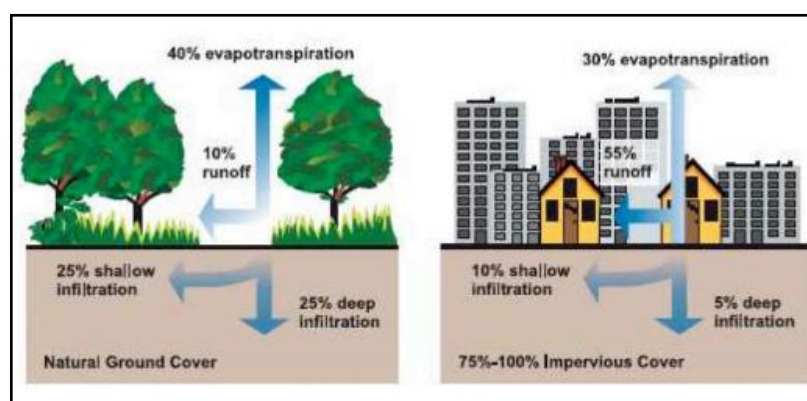 40% evapotranspiration
10%
runoff
25% shallow
infiltration
25% deep
infiltration
Natural Ground Cover
30% evapotranspiration
55%
runoff
10% shallow
infiltration
5% deep
infiltration
75%-100% Impervious Cover